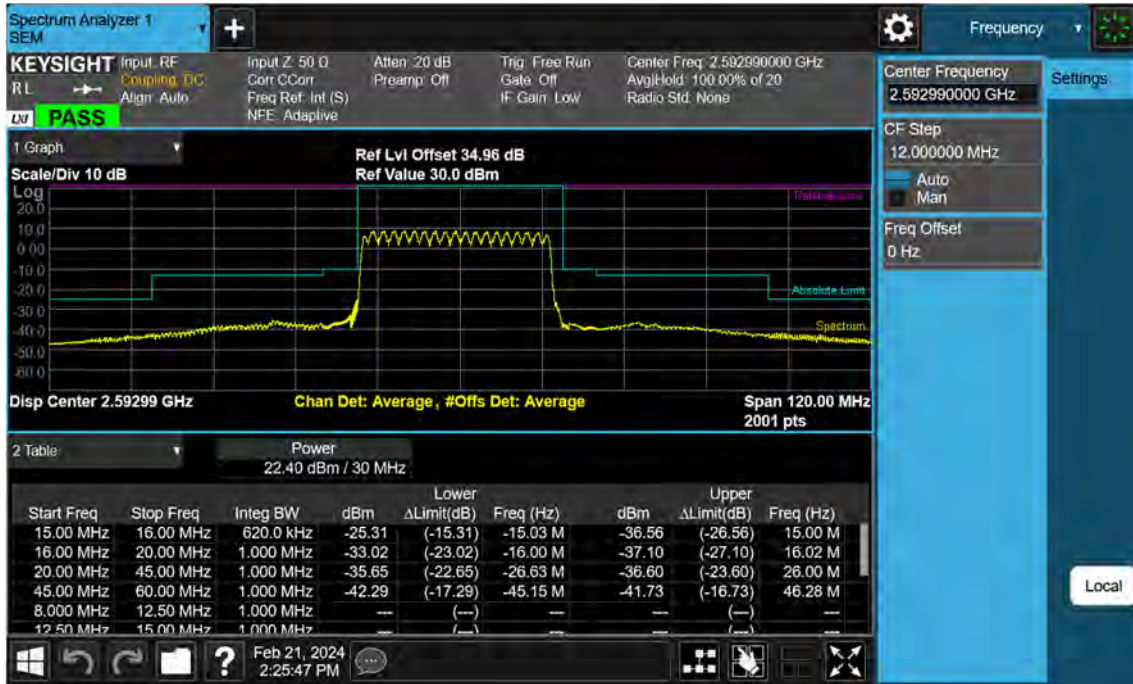 Spectrum Analyzer 1
SEM
Frequency
KEYSIGHT
R L
LXI
PASS
Input: RF
Coupling: DC
Align: Auto
Input Z: 50 Ω
Corr CCorr
Freq Ref: Int (S)
NFE: Adaptive
Atten: 20 dB
Preamp: Off
Trig: Free Run
Gate: Off
IF Gain: Low
Center Freq: 2.592990000 GHz
Avg|Hold: 100.00% of 20
Radio Std: None
Center Frequency
2.592990000 GHz
Settings
CF Step
12.000000 MHz
Auto
Man
Freq Offset
0 Hz
1 Graph
Scale/Div 10 dB
Ref Lvl Offset 34.96 dB
Ref Value 30.0 dBm
Log
20.0
10.0
0.00
-10.0
-20.0
-30.0
-40.0
-50.0
-60.0
Relative Limit
Absolute Limit
Spectrum
Disp Center 2.59299 GHz
Chan Det: Average, #Offs Det: Average
Span 120.00 MHz
2001 pts
2 Table
Power
22.40 dBm / 30 MHz
Lower Upper
Start Freq Stop Freq Integ BW dBm ΔLimit(dB) Freq (Hz) dBm ΔLimit(dB) Freq (Hz)
15.00 MHz 16.00 MHz 620.0 kHz -25.31 (-15.31) -15.03 M -36.56 (-26.56) 15.00 M
16.00 MHz 20.00 MHz 1.000 MHz -33.02 (-23.02) -16.00 M -37.10 (-27.10) 16.02 M
20.00 MHz 45.00 MHz 1.000 MHz -35.65 (-22.65) -26.63 M -36.60 (-23.60) 26.00 M
45.00 MHz 60.00 MHz 1.000 MHz -42.29 (-17.29) -45.15 M -41.73 (-16.73) 46.28 M
8.000 MHz 12.50 MHz 1.000 MHz --- (---) --- --- (---) ---
12.50 MHz 15.00 MHz 1.000 MHz --- (---) --- --- (---) ---
Local
?
Feb 21, 2024
2:25:47 PM